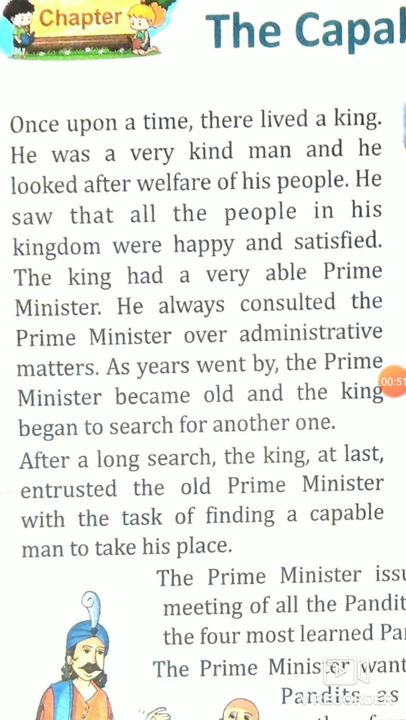 Chapter
The Capal
Once upon a time, there lived a king.
He was a very kind man and he
looked after welfare of his people. He
saw that all the people in his
kingdom were happy and satisfied.
The king had a very able Prime
Minister. He always consulted the
Prime Minister over administrative
matters. As years went by, the Prime
Minister became old and the king
00:51
began to search for another one.
After a long search, the king, at last,
entrusted the old Prime Minister
with the task of finding a capable
man to take his place.
The Prime Minister issu
meeting of all the Pandit
the four most learned Pa
The Prime Minister want
Pandits as
V RECORDER